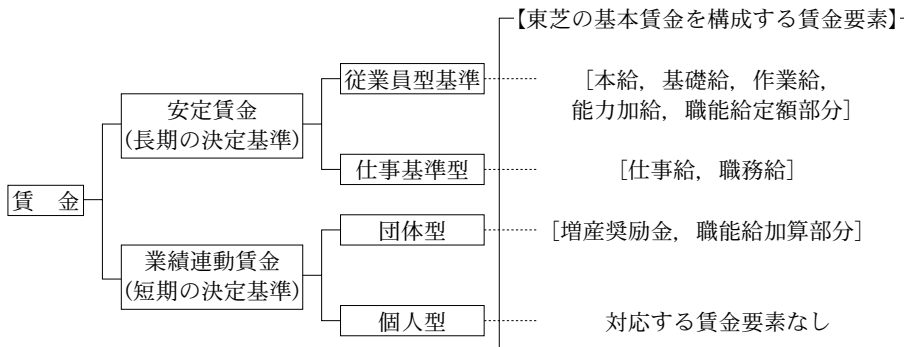 【東芝の基本賃金を構成する賃金要素】
従業員型基準
[本給, 基礎給, 作業給,
能力加給, 職能給定額部分]
安定賃金
(長期の決定基準)
仕事基準型
[仕事給, 職務給]
賃　金
団体型
[増産奨励金, 職能給加算部分]
業績連動賃金
(短期の決定基準)
個人型
対応する賃金要素なし